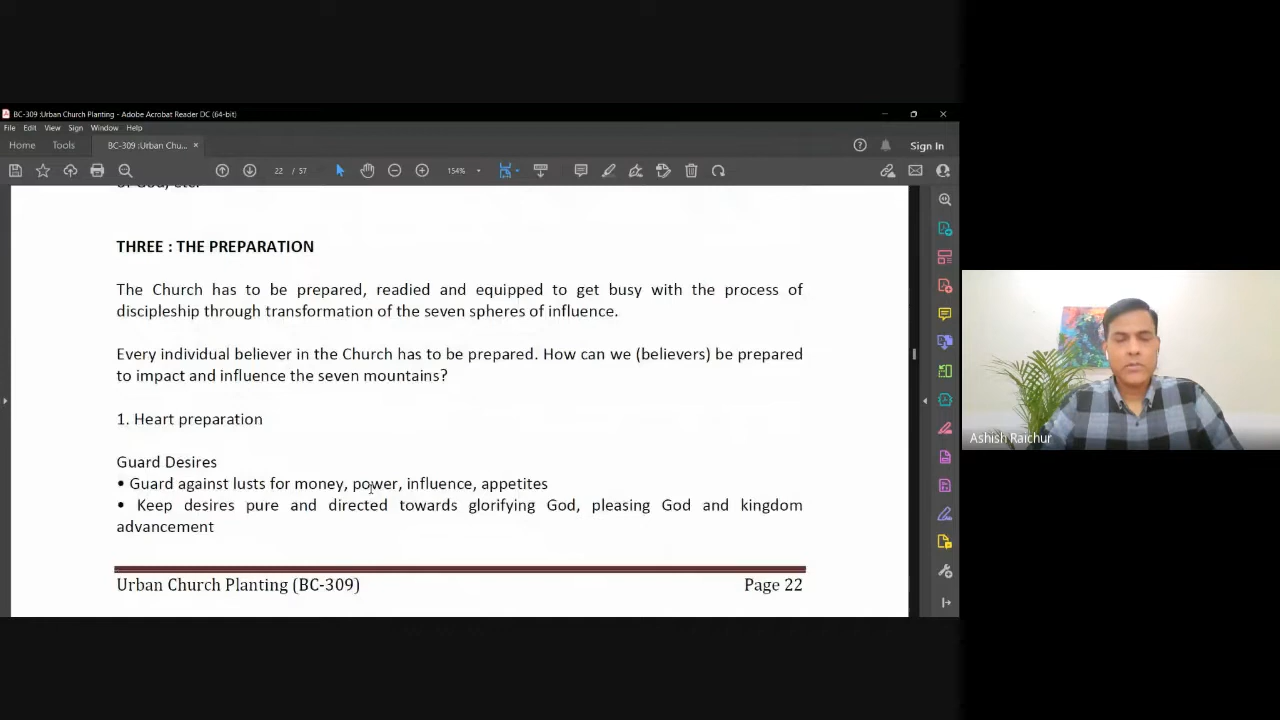 BC-309 :Urban Church Planting - Adobe Acrobat Reader DC (64-bit)
File Edit View Sign Window Help
Home Tools BC-309 :Urban Chu... × Sign In
22 / 57 154%
THREE : THE PREPARATION
The Church has to be prepared, readied and equipped to get busy with the process of
discipleship through transformation of the seven spheres of influence.
Every individual believer in the Church has to be prepared. How can we (believers) be prepared
to impact and influence the seven mountains?
1. Heart preparation
Guard Desires
• Guard against lusts for money, power, influence, appetites
• Keep desires pure and directed towards glorifying God, pleasing God and kingdom
advancement
Urban Church Planting (BC-309) Page 22
Ashish Raichur